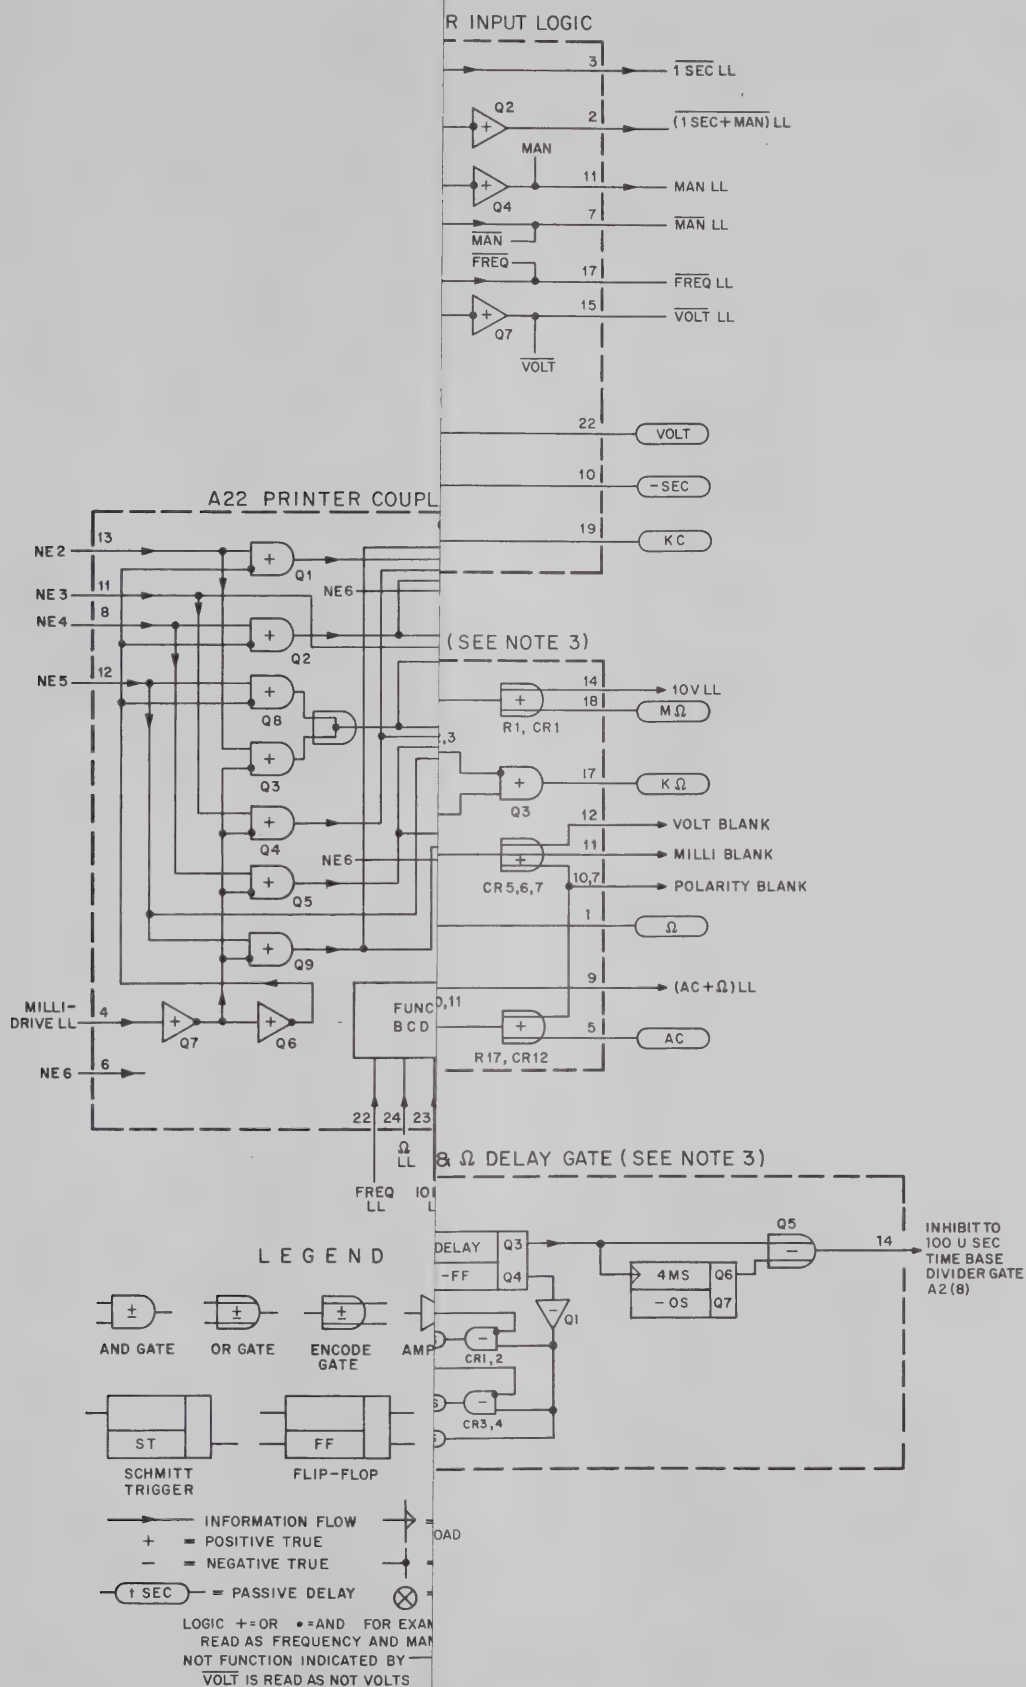 R INPUT LOGIC
3
1 SEC LL
Q2
2
(1 SEC+MAN) LL
MAN
11
MAN LL
Q4
7
MAN LL
MAN
FREQ
17
FREQ LL
15
VOLT LL
Q7
VOLT
22
VOLT
10
-SEC
A22 PRINTER COUPL
19
KC
NE2
13
+
Q1
NE3
11
NE6
NE4
8
+
Q2
(SEE NOTE 3)
NE5
12
+
Q8
14
10V LL
18
MΩ
+
R1, CR1
,3
+
Q3
+
Q3
17
KΩ
+
Q4
12
VOLT BLANK
NE6
11
MILLI BLANK
+
CR5,6,7
+
Q5
10,7
POLARITY BLANK
1
Ω
+
Q9
9
(AC+Ω) LL
MILLI-
DRIVE LL
4
+
Q7
+
Q6
FUNC
BCD
0,11
+
R17, CR12
5
AC
NE6
6
22
24
23
Ω
LL
& Ω DELAY GATE (SEE NOTE 3)
FREQ
LL
10
L
Q5
14
INHIBIT TO
100 U SEC
TIME BASE
DIVIDER GATE
A2(8)
LEGEND
DELAY
Q3
-FF
Q4
4MS
Q6
-OS
Q7
-
Q1
±
AND GATE
±
OR GATE
±
ENCODE
GATE
AMP
-
CR1,2
-
CR3,4
ST
SCHMITT
TRIGGER
FF
FLIP-FLOP
INFORMATION FLOW
=
OAD
+ = POSITIVE TRUE
- = NEGATIVE TRUE
=
1 SEC = PASSIVE DELAY
=
LOGIC +=OR •=AND FOR EXAM
READ AS FREQUENCY AND MAN
NOT FUNCTION INDICATED BY —
VOLT IS READ AS NOT VOLTS